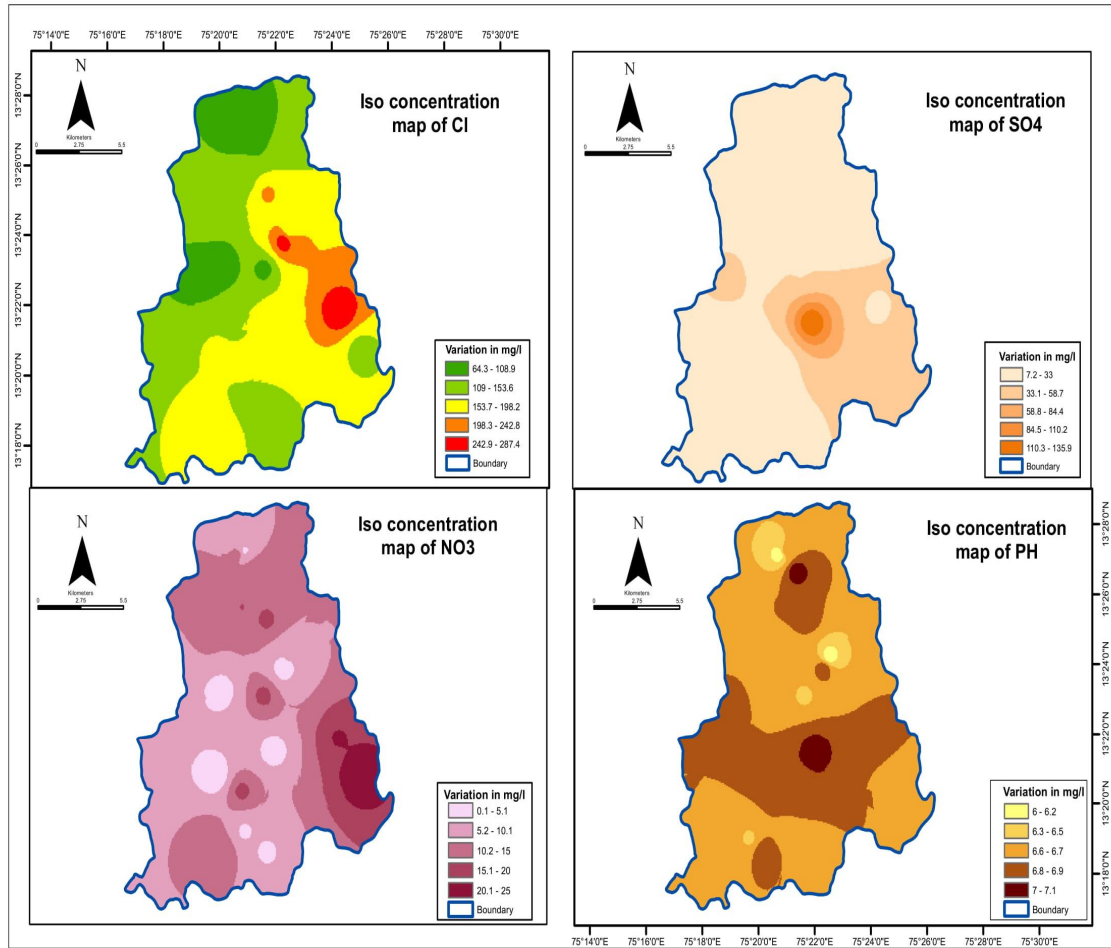 75°14'0"E 75°16'0"E 75°18'0"E 75°20'0"E 75°22'0"E 75°24'0"E 75°26'0"E 75°28'0"E 75°30'0"E
13°28'0"N
13°26'0"N
13°24'0"N
13°22'0"N
13°20'0"N
13°18'0"N
N
Kilometers
0 2.75 5.5
Iso concentration
map of Cl
Variation in mg/l
64.3 - 108.9
109 - 153.6
153.7 - 198.2
198.3 - 242.8
242.9 - 287.4
Boundary
N
Kilometers
0 2.75 5.5
Iso concentration
map of SO4
Variation in mg/l
7.2 - 33
33.1 - 58.7
58.8 - 84.4
84.5 - 110.2
110.3 - 135.9
Boundary
N
Kilometers
0 2.75 5.5
Iso concentration
map of NO3
Variation in mg/l
0.1 - 5.1
5.2 - 10.1
10.2 - 15
15.1 - 20
20.1 - 25
Boundary
N
Kilometers
0 2.75 5.5
Iso concentration
map of PH
Variation in mg/l
6 - 6.2
6.3 - 6.5
6.6 - 6.7
6.8 - 6.9
7 - 7.1
Boundary
13°28'0"N
13°26'0"N
13°24'0"N
13°22'0"N
13°20'0"N
13°18'0"N
75°14'0"E 75°16'0"E 75°18'0"E 75°20'0"E 75°22'0"E 75°24'0"E 75°26'0"E 75°28'0"E 75°30'0"E